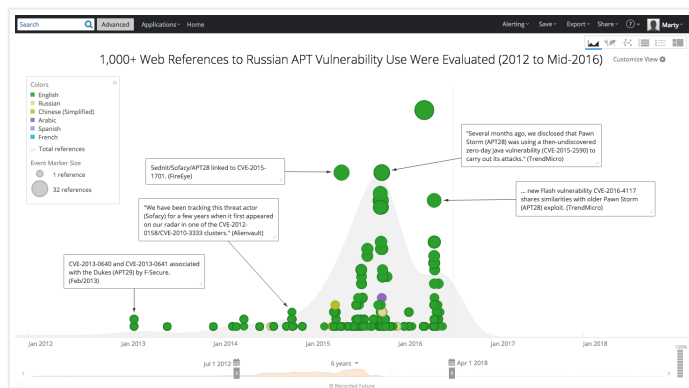 Search Advanced Applications Home Alerting Save Export Share ? Marty
1,000+ Web References to Russian APT Vulnerability Use Were Evaluated (2012 to Mid-2016) Customize View
Colors
English
Russian
Chinese (Simplified)
Arabic
Spanish
French
Total references
Event Marker Size
1 reference
32 references
"Several months ago, we disclosed that Pawn
Storm (APT28) was using a then-undiscovered
zero-day Java vulnerability (CVE-2015-2590) to
carry out its attacks." (TrendMicro)
Sednit/Sofacy/APT28 linked to CVE-2015-
1701. (FireEye)
... new Flash vulnerability CVE-2016-4117
shares similarities with older Pawn Storm
(APT28) exploit. (TrendMicro)
"We have been tracking this threat actor
(Sofacy) for a few years when it first appeared
on our radar in one of the CVE-2012-
0158/CVE-2010-3333 clusters." (Alienvault)
CVE-2013-0640 and CVE-2013-0641 associated
with the Dukes (APT29) by F-Secure.
(Feb/2013)
Jan 2012 Jan 2013 Jan 2014 Jan 2015 Jan 2016 Jan 2017 Jan 2018
100%
Jul 1 2012 6 years Apr 1 2018
© Recorded Future